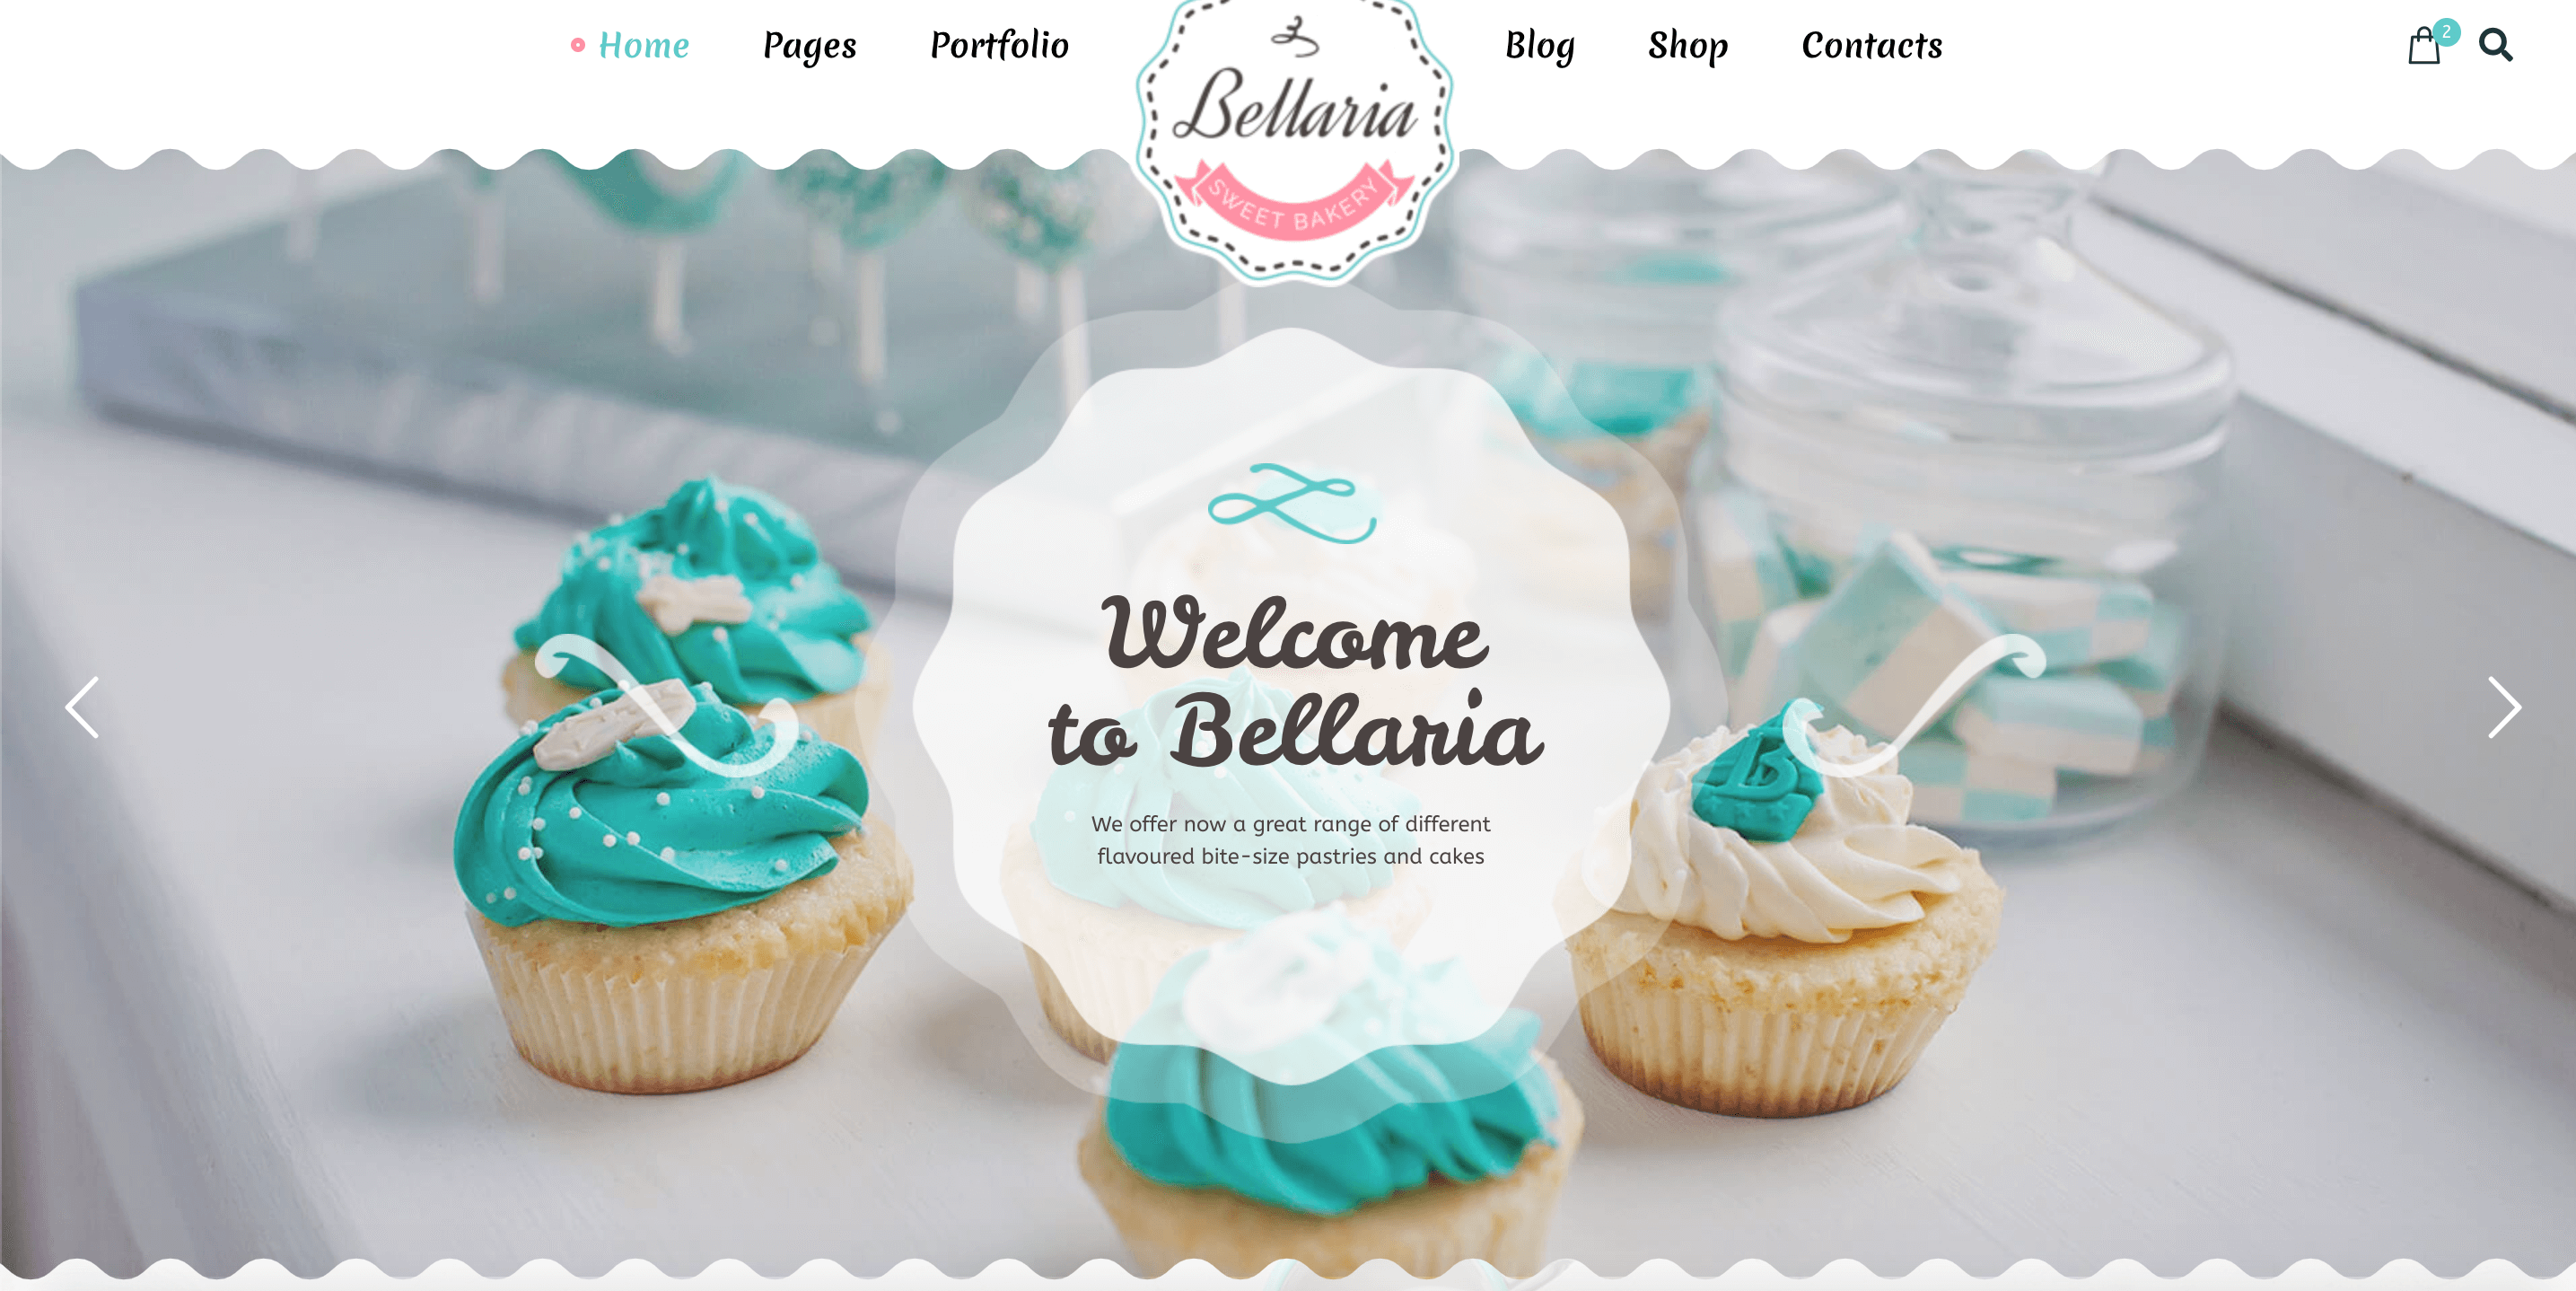 Home
Pages
Portfolio
Bellaria
SWEET BAKERY
Blog
Shop
Contacts
2
Welcome
to Bellaria
We offer now a great range of different
flavoured bite-size pastries and cakes
B